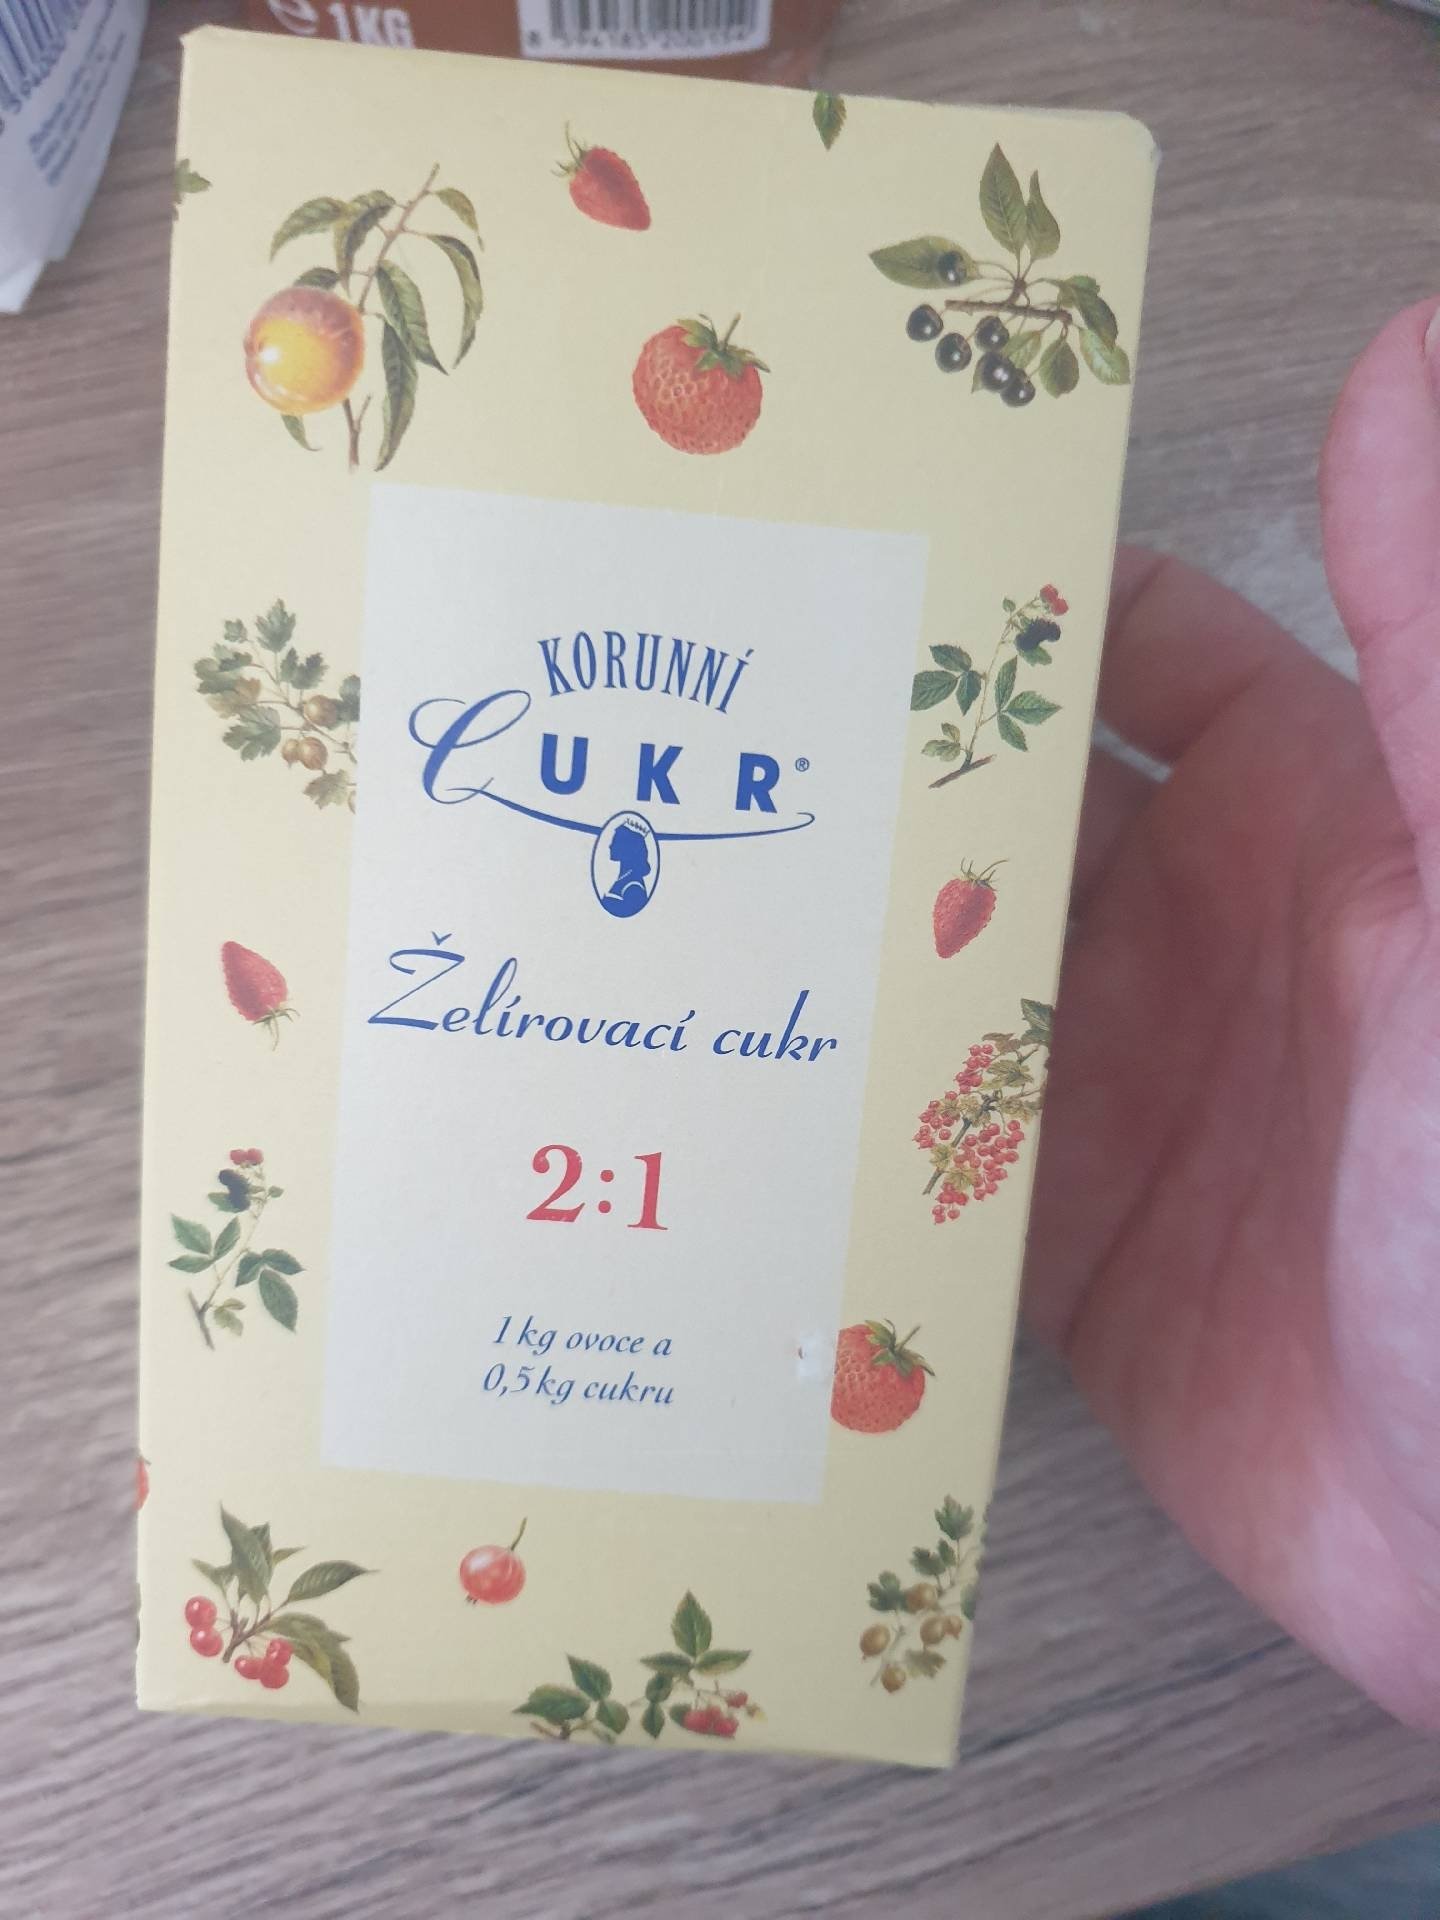 ℮ 1KG
KORUNNÍ
CUKR®
Želírovací cukr
2:1
1 kg ovoce a
0,5 kg cukru